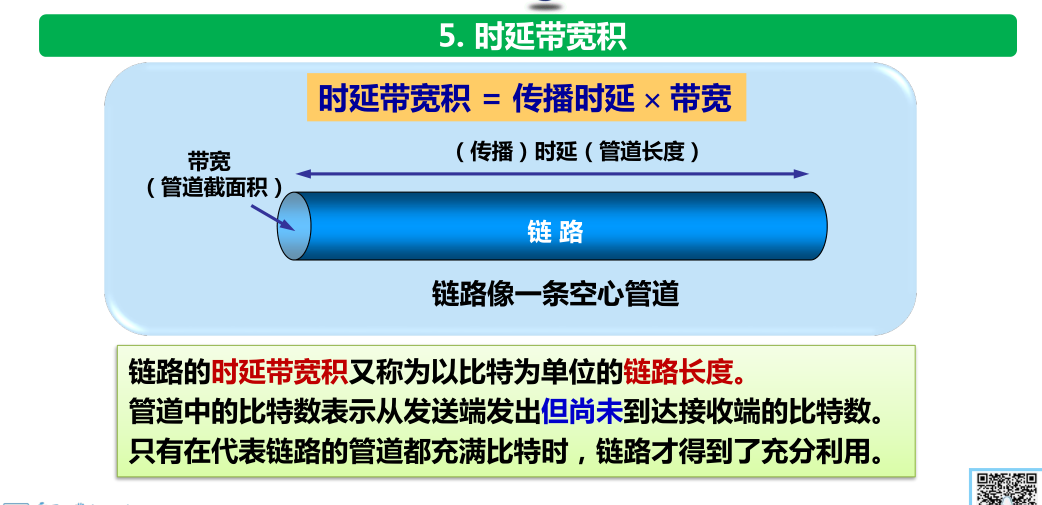 5. 时延带宽积
时延带宽积 = 传播时延 × 带宽
（传播）时延（管道长度）
带宽
（管道截面积）
链 路
链路像一条空心管道
链路的时延带宽积又称为以比特为单位的链路长度。
管道中的比特数表示从发送端发出但尚未到达接收端的比特数。
只有在代表链路的管道都充满比特时，链路才得到了充分利用。